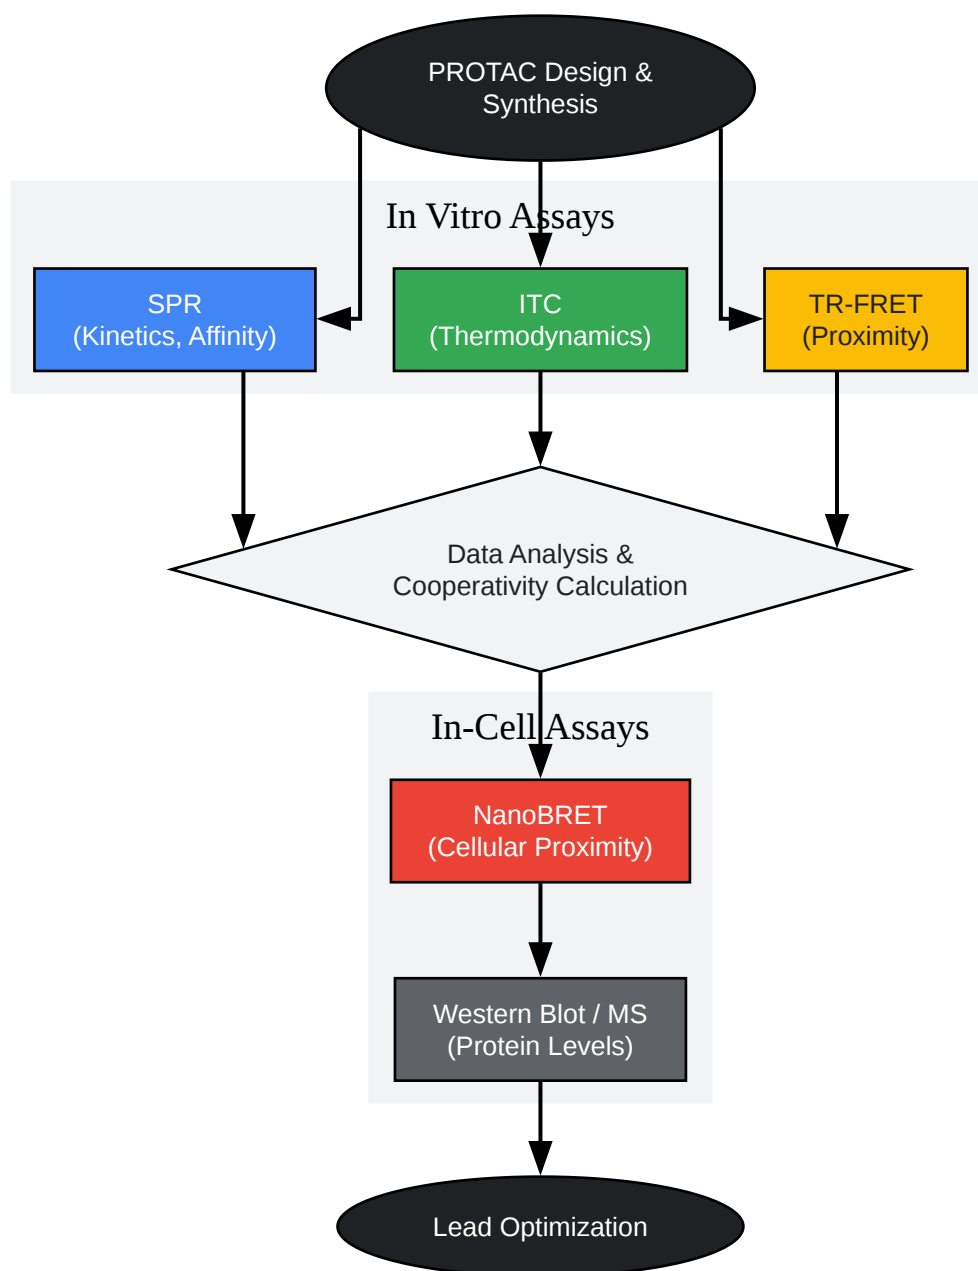 PROTAC Design &
Synthesis
In Vitro Assays
SPR
(Kinetics, Affinity)
ITC
(Thermodynamics)
TR-FRET
(Proximity)
Data Analysis &
Cooperativity Calculation
In-Cell Assays
NanoBRET
(Cellular Proximity)
Western Blot / MS
(Protein Levels)
Lead Optimization